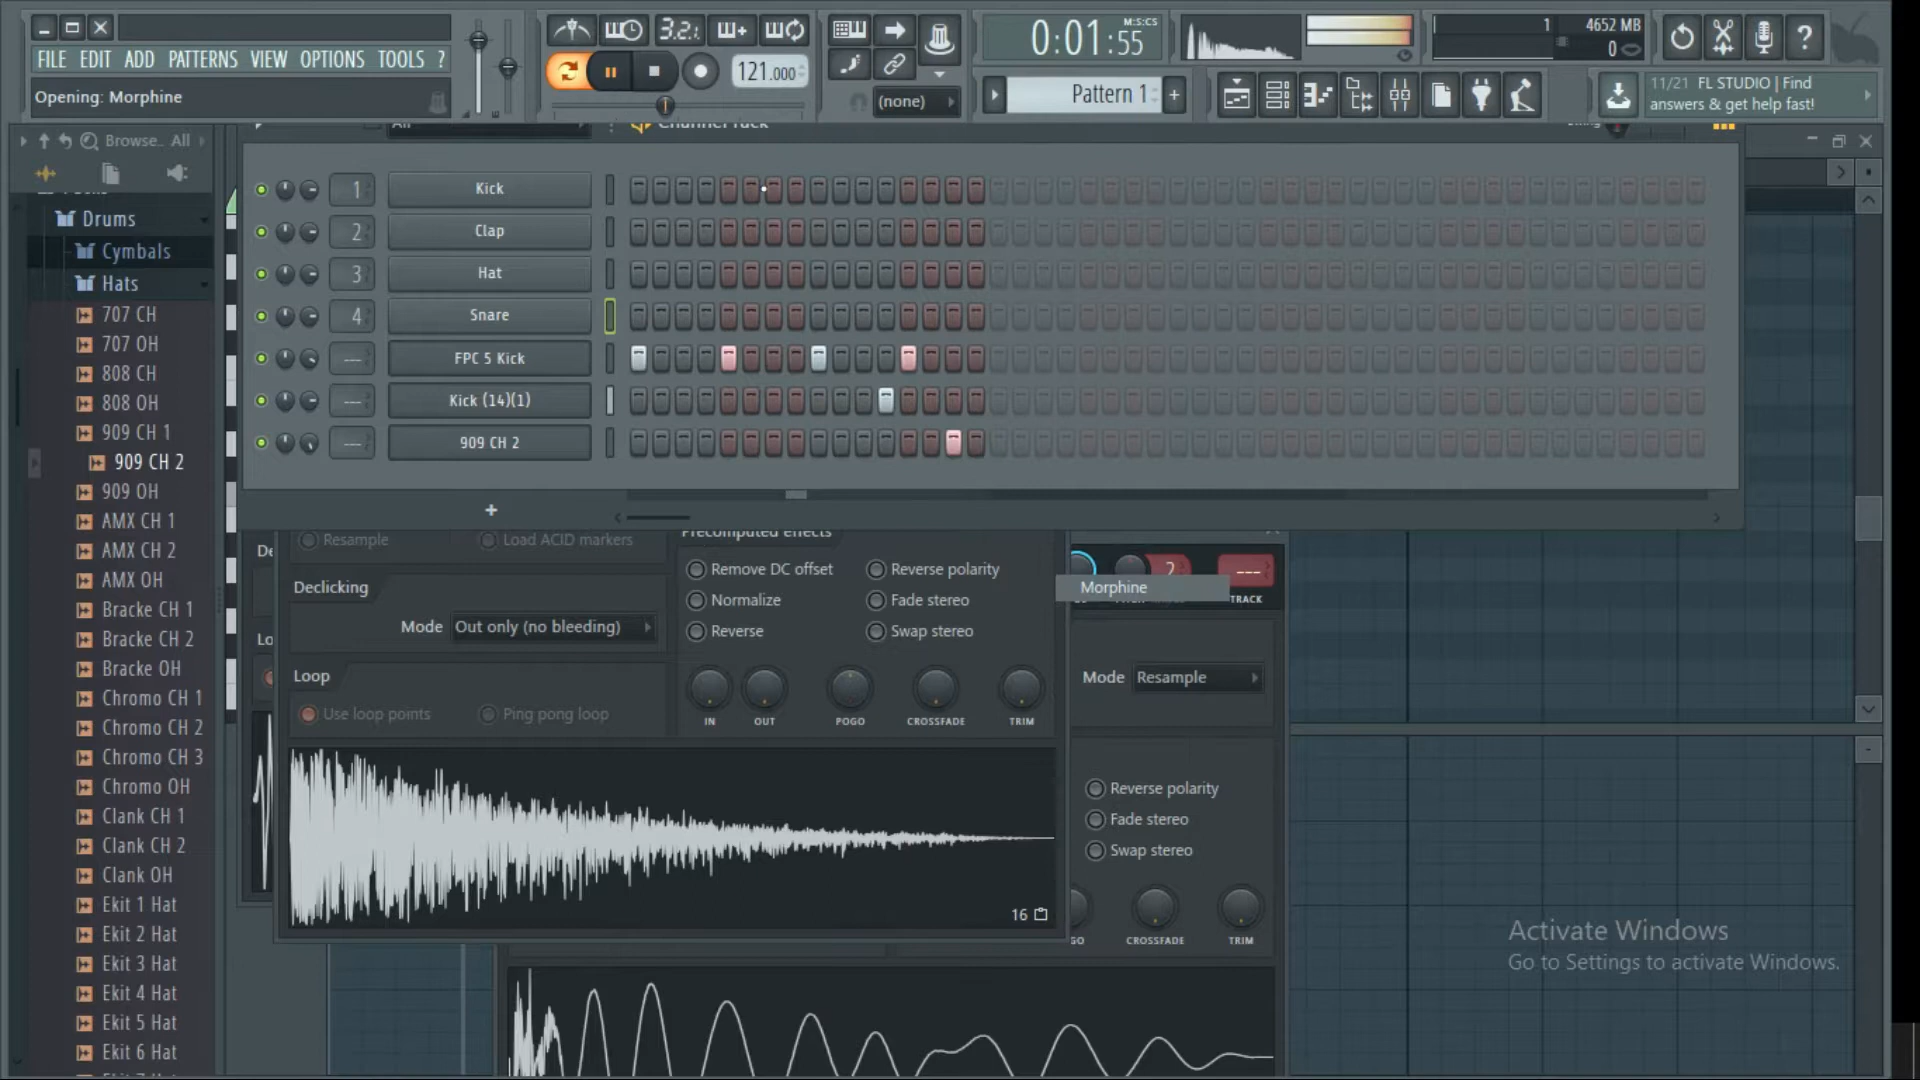 FILE EDIT ADD PATTERNS VIEW OPTIONS TOOLS ?
Opening: Morphine
3.2.
121.000
(none)
0:01:55
M:S:CS
Pattern 1
1
4652 MB
0
11/21 FL STUDIO | Find
answers & get help fast!
Browse.. All
Drums
Cymbals
Hats
707 CH
707 OH
808 CH
808 OH
909 CH 1
909 CH 2
909 OH
AMX CH 1
AMX CH 2
AMX OH
Bracke CH 1
Bracke CH 2
Bracke OH
Chromo CH 1
Chromo CH 2
Chromo CH 3
Chromo OH
Clank CH 1
Clank CH 2
Clank OH
Ekit 1 Hat
Ekit 2 Hat
Ekit 3 Hat
Ekit 4 Hat
Ekit 5 Hat
Ekit 6 Hat
All
Channel rack
1 Kick
2 Clap
3 Hat
4 Snare
--- FPC 5 Kick
--- Kick (14)(1)
--- 909 CH 2
+
De
Lo
Resample
Load ACID markers
Declicking
Mode Out only (no bleeding)
Loop
Use loop points
Ping pong loop
Precomputed effects
Remove DC offset
Reverse polarity
Normalize
Fade stereo
Reverse
Swap stereo
IN OUT POGO CROSSFADE TRIM
16
Morphine
2
---
TRACK
Mode Resample
Reverse polarity
Fade stereo
Swap stereo
GO CROSSFADE TRIM
Activate Windows
Go to Settings to activate Windows.